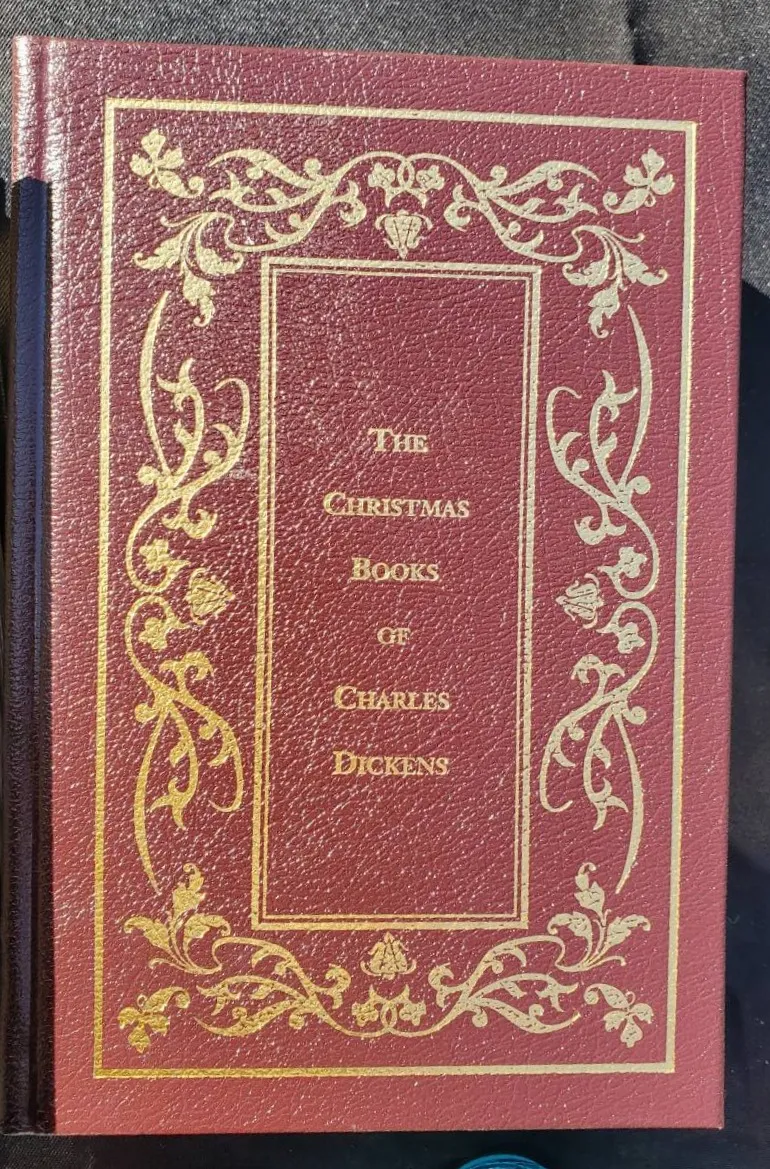 The
Christmas
Books
of
Charles
Dickens